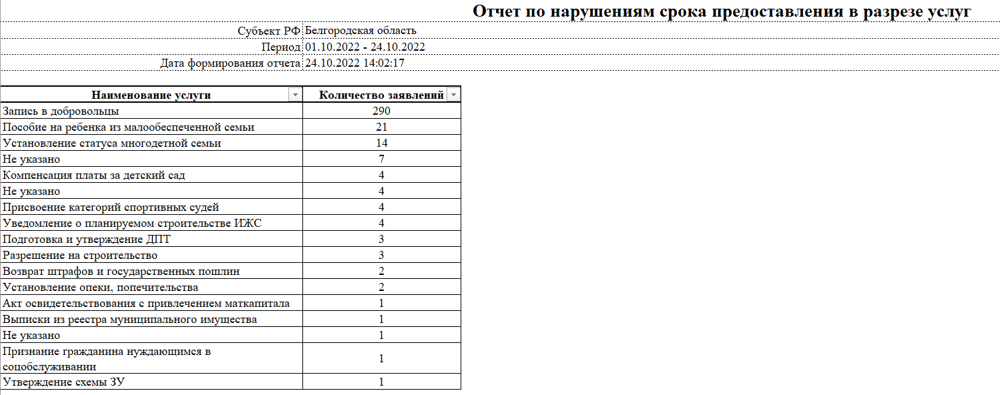 Отчет по нарушениям срока предоставления в разрезе услуг
Субъект РФ Белгородская область
Период 01.10.2022 - 24.10.2022
Дата формирования отчета 24.10.2022 14:02:17
Наименование услуги Количество заявлений
Запись в добровольцы 290
Пособие на ребенка из малообеспеченной семьи 21
Установление статуса многодетной семьи 14
Не указано 7
Компенсация платы за детский сад 4
Не указано 4
Присвоение категорий спортивных судей 4
Уведомление о планируемом строительстве ИЖС 4
Подготовка и утверждение ДПТ 3
Разрешение на строительство 3
Возврат штрафов и государственных пошлин 2
Установление опеки, попечительства 2
Акт освидетельствования с привлечением маткапитала 1
Выписки из реестра муниципального имущества 1
Не указано 1
Признание гражданина нуждающимся в
соцобслуживании 1
Утверждение схемы ЗУ 1